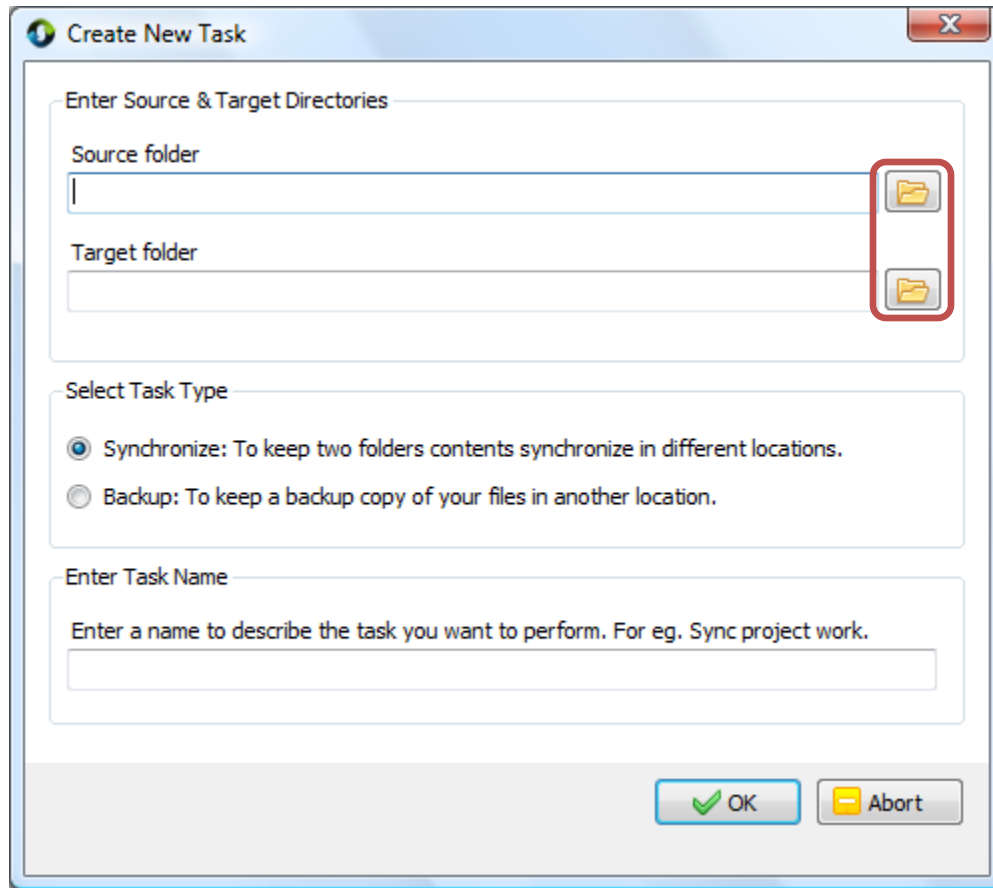 Create New Task
Enter Source & Target Directories
Source folder
Target folder
Select Task Type
Synchronize: To keep two folders contents synchronize in different locations.
Backup: To keep a backup copy of your files in another location.
Enter Task Name
Enter a name to describe the task you want to perform. For eg. Sync project work.
OK
Abort